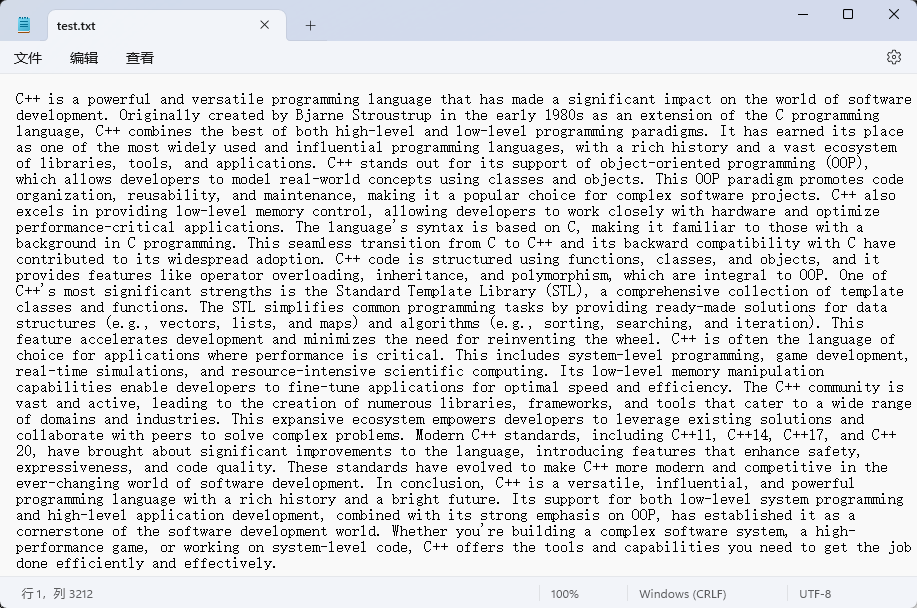 test.txt
文件 编辑 查看
C++ is a powerful and versatile programming language that has made a significant impact on the world of software
development. Originally created by Bjarne Stroustrup in the early 1980s as an extension of the C programming
language, C++ combines the best of both high-level and low-level programming paradigms. It has earned its place
as one of the most widely used and influential programming languages, with a rich history and a vast ecosystem
of libraries, tools, and applications. C++ stands out for its support of object-oriented programming (OOP),
which allows developers to model real-world concepts using classes and objects. This OOP paradigm promotes code
organization, reusability, and maintenance, making it a popular choice for complex software projects. C++ also
excels in providing low-level memory control, allowing developers to work closely with hardware and optimize
performance-critical applications. The language's syntax is based on C, making it familiar to those with a
background in C programming. This seamless transition from C to C++ and its backward compatibility with C have
contributed to its widespread adoption. C++ code is structured using functions, classes, and objects, and it
provides features like operator overloading, inheritance, and polymorphism, which are integral to OOP. One of
C++'s most significant strengths is the Standard Template Library (STL), a comprehensive collection of template
classes and functions. The STL simplifies common programming tasks by providing ready-made solutions for data
structures (e.g., vectors, lists, and maps) and algorithms (e.g., sorting, searching, and iteration). This
feature accelerates development and minimizes the need for reinventing the wheel. C++ is often the language of
choice for applications where performance is critical. This includes system-level programming, game development,
real-time simulations, and resource-intensive scientific computing. Its low-level memory manipulation
capabilities enable developers to fine-tune applications for optimal speed and efficiency. The C++ community is
vast and active, leading to the creation of numerous libraries, frameworks, and tools that cater to a wide range
of domains and industries. This expansive ecosystem empowers developers to leverage existing solutions and
collaborate with peers to solve complex problems. Modern C++ standards, including C++11, C++14, C++17, and C++
20, have brought about significant improvements to the language, introducing features that enhance safety,
expressiveness, and code quality. These standards have evolved to make C++ more modern and competitive in the
ever-changing world of software development. In conclusion, C++ is a versatile, influential, and powerful
programming language with a rich history and a bright future. Its support for both low-level system programming
and high-level application development, combined with its strong emphasis on OOP, has established it as a
cornerstone of the software development world. Whether you're building a complex software system, a high-
performance game, or working on system-level code, C++ offers the tools and capabilities you need to get the job
done efficiently and effectively.
行 1，列 3212 100% Windows (CRLF) UTF-8